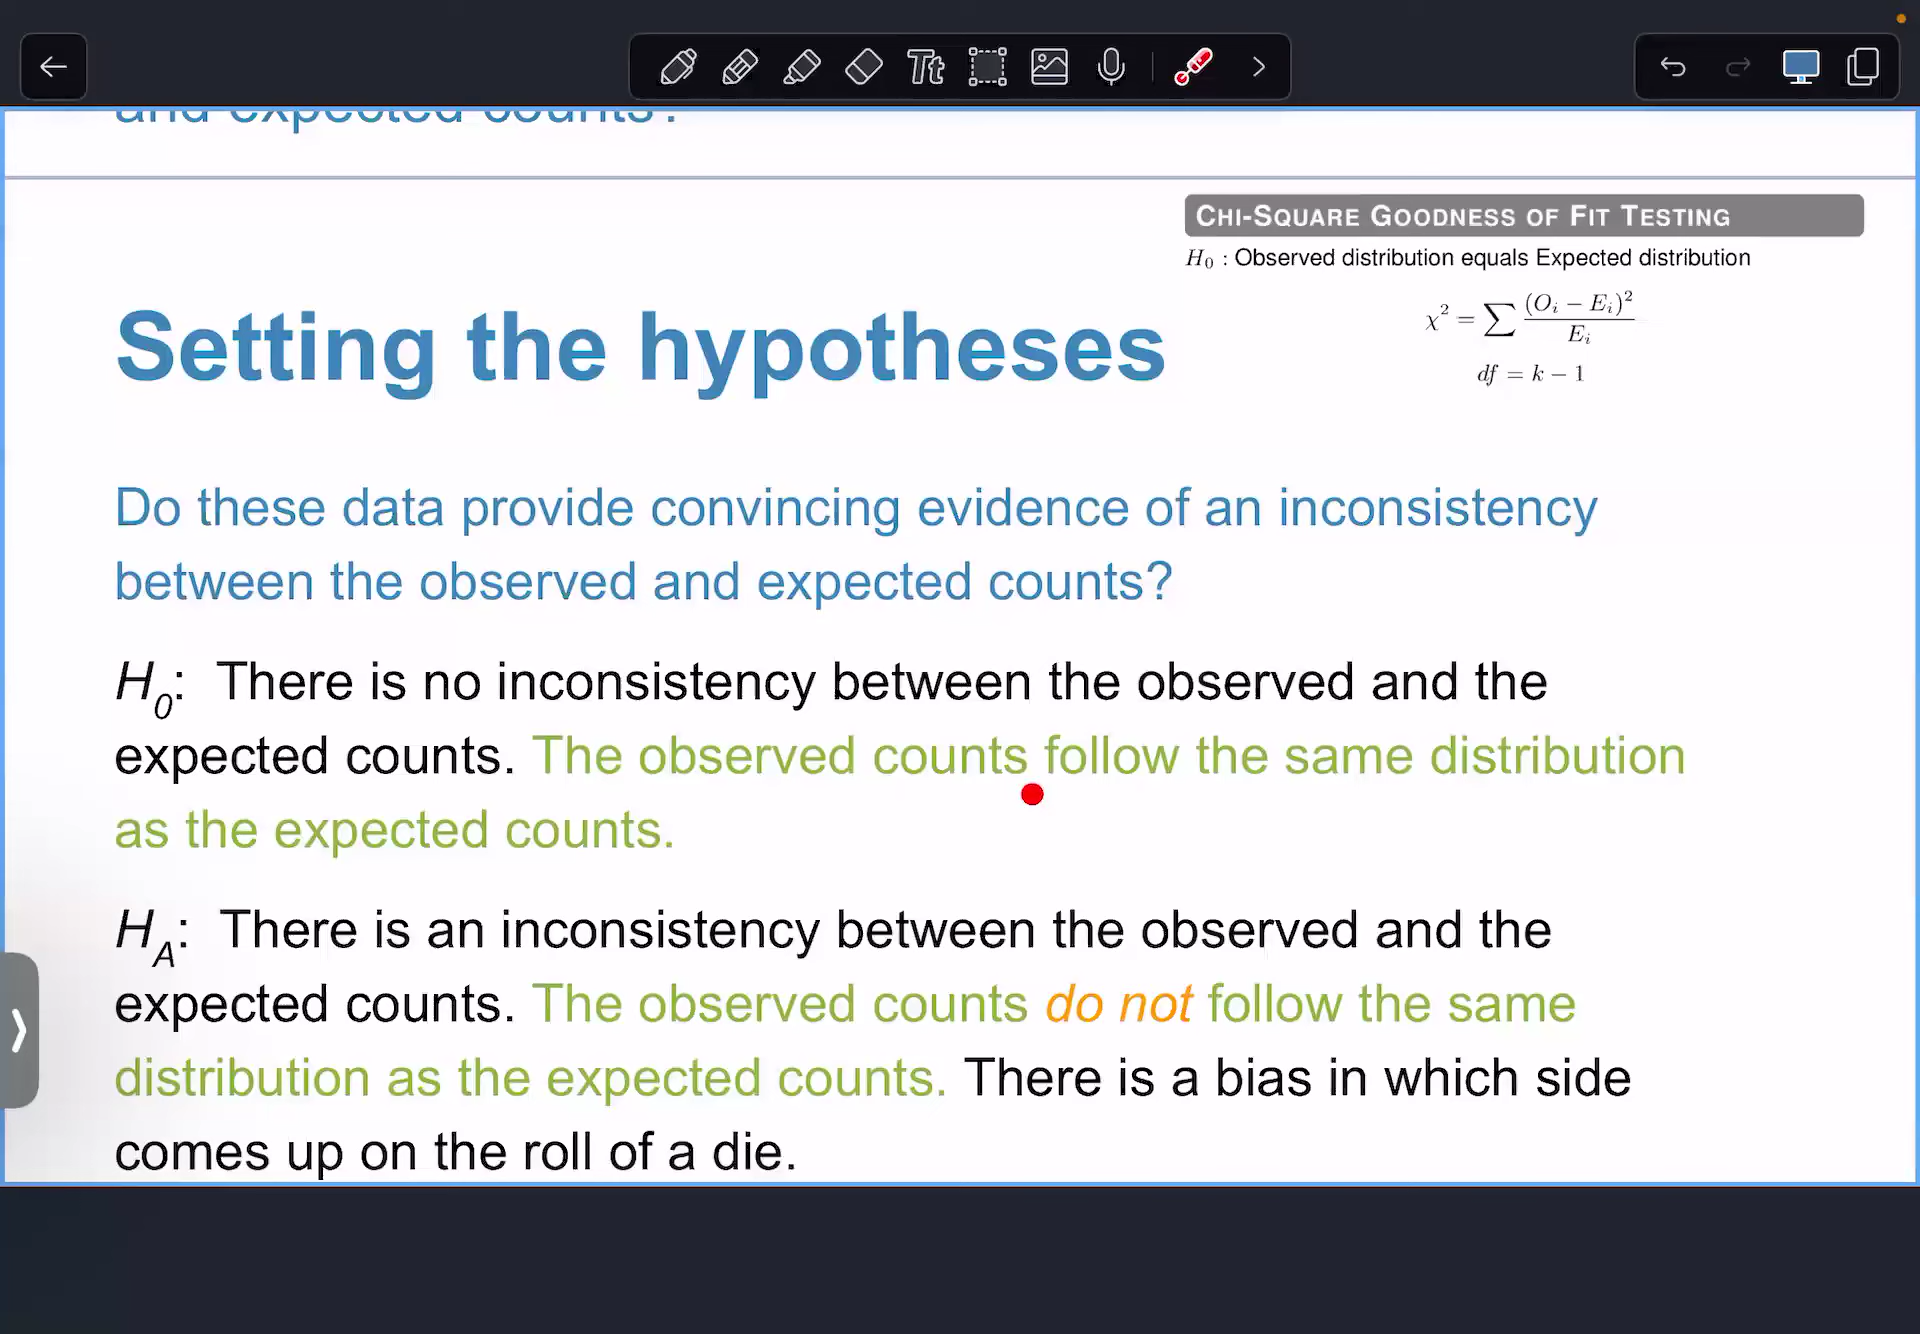 and expected counts?
CHI-SQUARE GOODNESS OF FIT TESTING
H₀ : Observed distribution equals Expected distribution
χ² = ∑ (Oᵢ − Eᵢ)² / Eᵢ
df = k − 1
Setting the hypotheses
Do these data provide convincing evidence of an inconsistency
between the observed and expected counts?
H₀: There is no inconsistency between the observed and the
expected counts. The observed counts follow the same distribution
as the expected counts.
H_A: There is an inconsistency between the observed and the
expected counts. The observed counts do not follow the same
distribution as the expected counts. There is a bias in which side
comes up on the roll of a die.